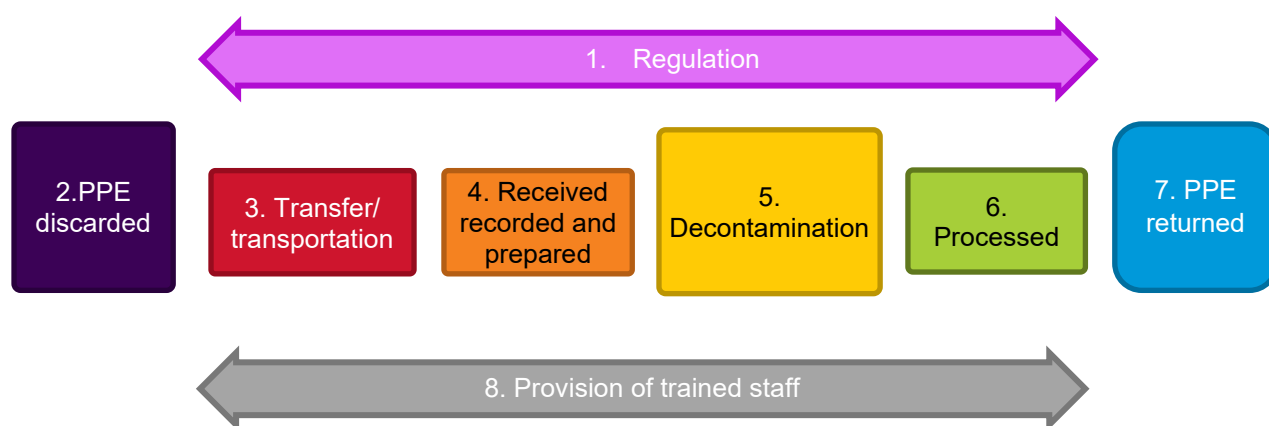 1. Regulation
2.PPE
discarded
3. Transfer/
transportation
4. Received
recorded and
prepared
5.
Decontamination
6.
Processed
7. PPE
returned
8. Provision of trained staff